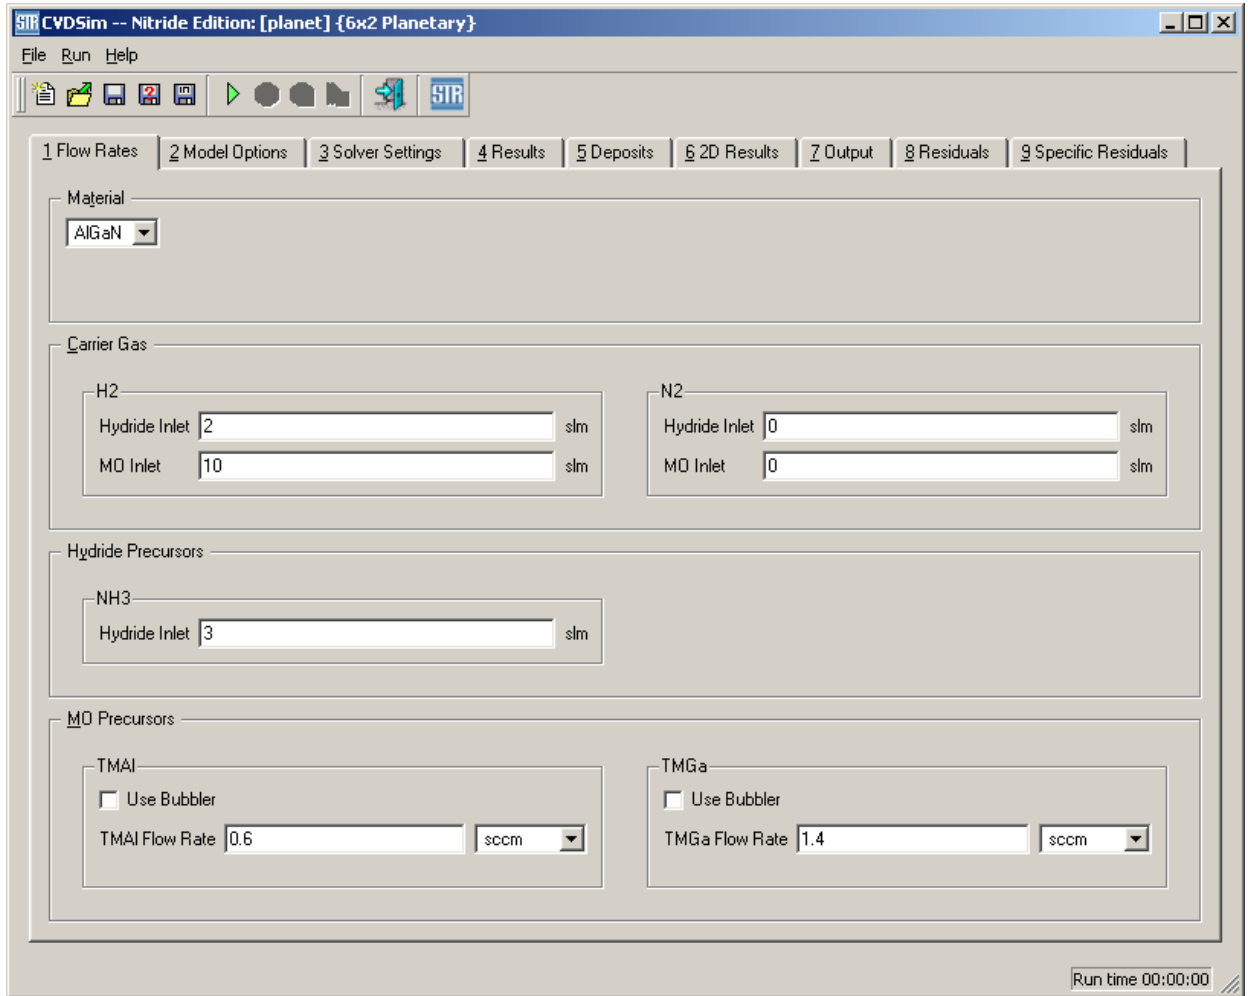 STR CVDSim -- Nitride Edition: [planet] {6x2 Planetary}
File Run Help
STR
1 Flow Rates 2 Model Options 3 Solver Settings 4 Results 5 Deposits 6 2D Results 7 Output 8 Residuals 9 Specific Residuals
Material
AlGaN
Carrier Gas
H2 N2
Hydride Inlet 2 slm Hydride Inlet 0 slm
MO Inlet 10 slm MO Inlet 0 slm
Hydride Precursors
NH3
Hydride Inlet 3 slm
MO Precursors
TMAl TMGa
Use Bubbler Use Bubbler
TMAl Flow Rate 0.6 sccm TMGa Flow Rate 1.4 sccm
Run time 00:00:00